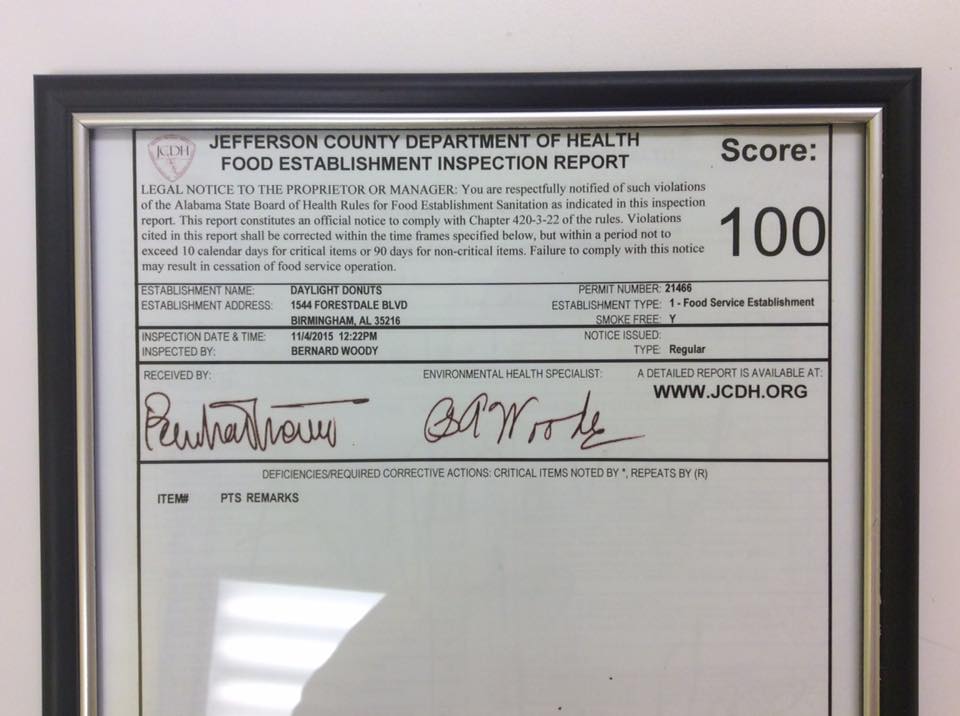 JCDH
JEFFERSON COUNTY DEPARTMENT OF HEALTH
FOOD ESTABLISHMENT INSPECTION REPORT
Score:
100
LEGAL NOTICE TO THE PROPRIETOR OR MANAGER: You are respectfully notified of such violations
of the Alabama State Board of Health Rules for Food Establishment Sanitation as indicated in this inspection
report. This report constitutes an official notice to comply with Chapter 420-3-22 of the rules. Violations
cited in this report shall be corrected within the time frames specified below, but within a period not to
exceed 10 calendar days for critical items or 90 days for non-critical items. Failure to comply with this notice
may result in cessation of food service operation.
ESTABLISHMENT NAME: DAYLIGHT DONUTS PERMIT NUMBER: 21466
ESTABLISHMENT ADDRESS: 1544 FORESTDALE BLVD ESTABLISHMENT TYPE: 1 - Food Service Establishment
BIRMINGHAM, AL 35216 SMOKE FREE: Y
INSPECTION DATE & TIME: 11/4/2015 12:22PM NOTICE ISSUED:
INSPECTED BY: BERNARD WOODY TYPE: Regular
RECEIVED BY: ENVIRONMENTAL HEALTH SPECIALIST: A DETAILED REPORT IS AVAILABLE AT:
WWW.JCDH.ORG
DEFICIENCIES/REQUIRED CORRECTIVE ACTIONS: CRITICAL ITEMS NOTED BY *, REPEATS BY (R)
ITEM# PTS REMARKS